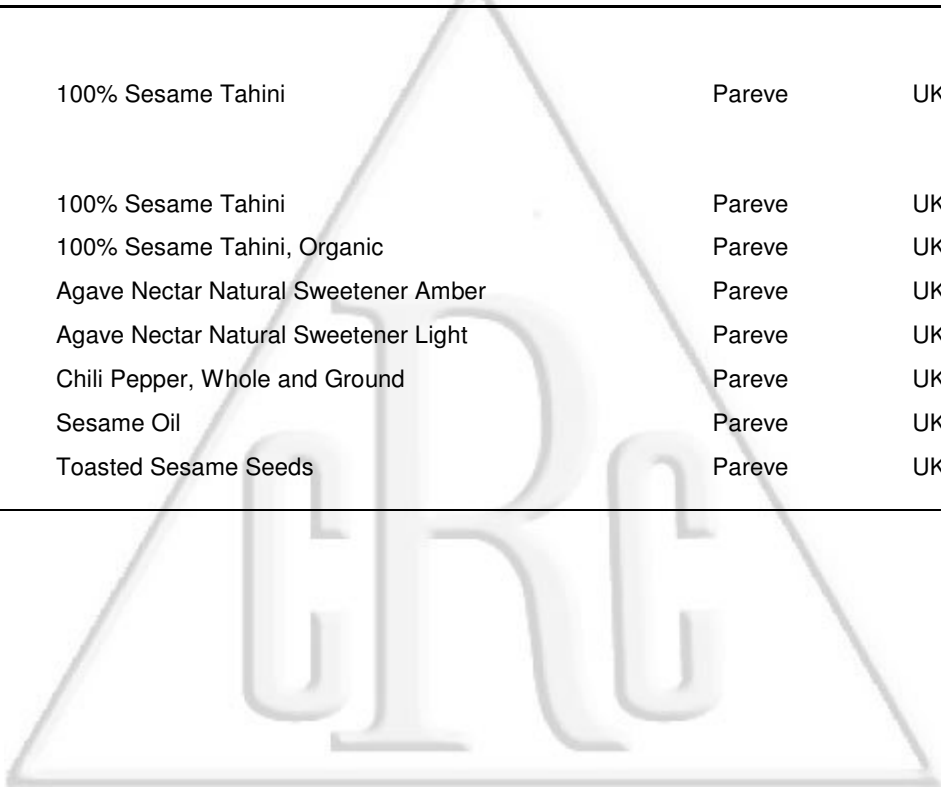 100% Sesame Tahini Pareve UK
100% Sesame Tahini Pareve UK
100% Sesame Tahini, Organic Pareve UK
Agave Nectar Natural Sweetener Amber Pareve UK
Agave Nectar Natural Sweetener Light Pareve UK
Chili Pepper, Whole and Ground Pareve UK
Sesame Oil Pareve UK
Toasted Sesame Seeds Pareve UK
cRc